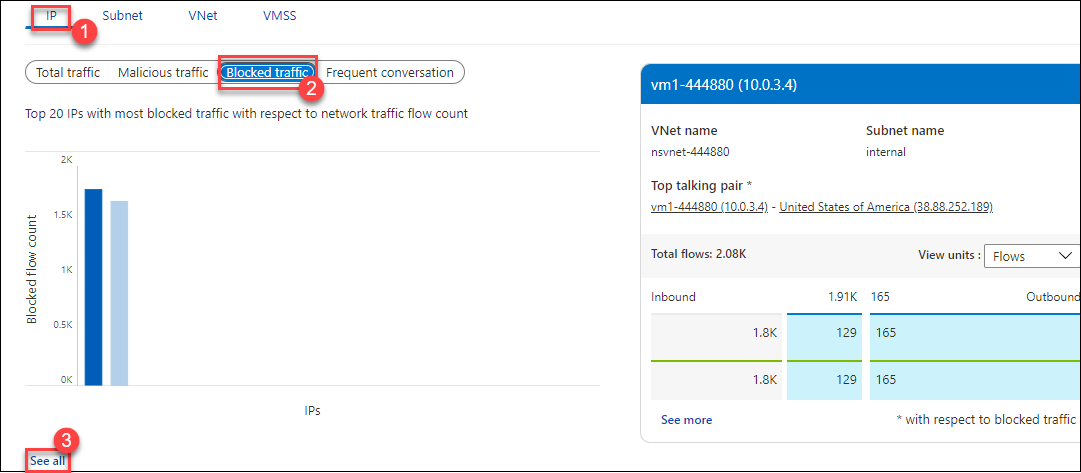 IP Subnet VNet VMSS
1
Total traffic Malicious traffic Blocked traffic Frequent conversation
2
Top 20 IPs with most blocked traffic with respect to network traffic flow count
2K
1.5K
1K
0.5K
0K
Blocked flow count
IPs
3
See all
vm1-444880 (10.0.3.4)
VNet name Subnet name
nsvnet-444880 internal
Top talking pair *
vm1-444880 (10.0.3.4) - United States of America (38.88.252.189)
Total flows: 2.08K View units : Flows
Inbound 1.91K 165 Outbound
1.8K 129 165
1.8K 129 165
See more * with respect to blocked traffic